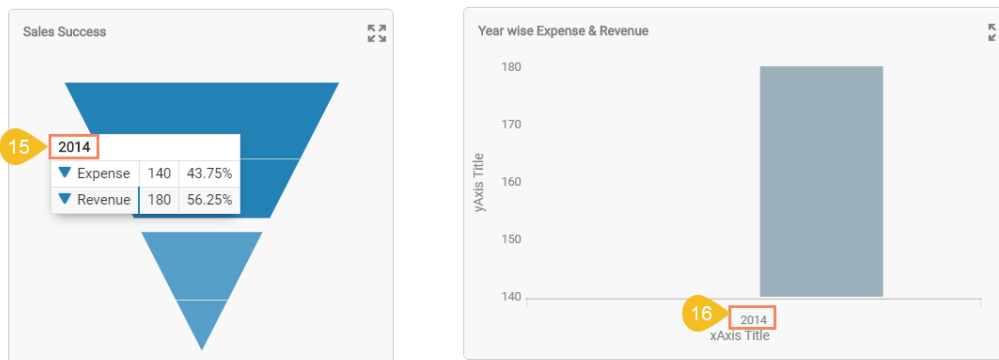 Sales Success
15
2014
Expense 140 43.75%
Revenue 180 56.25%
Year wise Expense & Revenue
180
170
160
150
140
yAxis Title
16
2014
xAxis Title